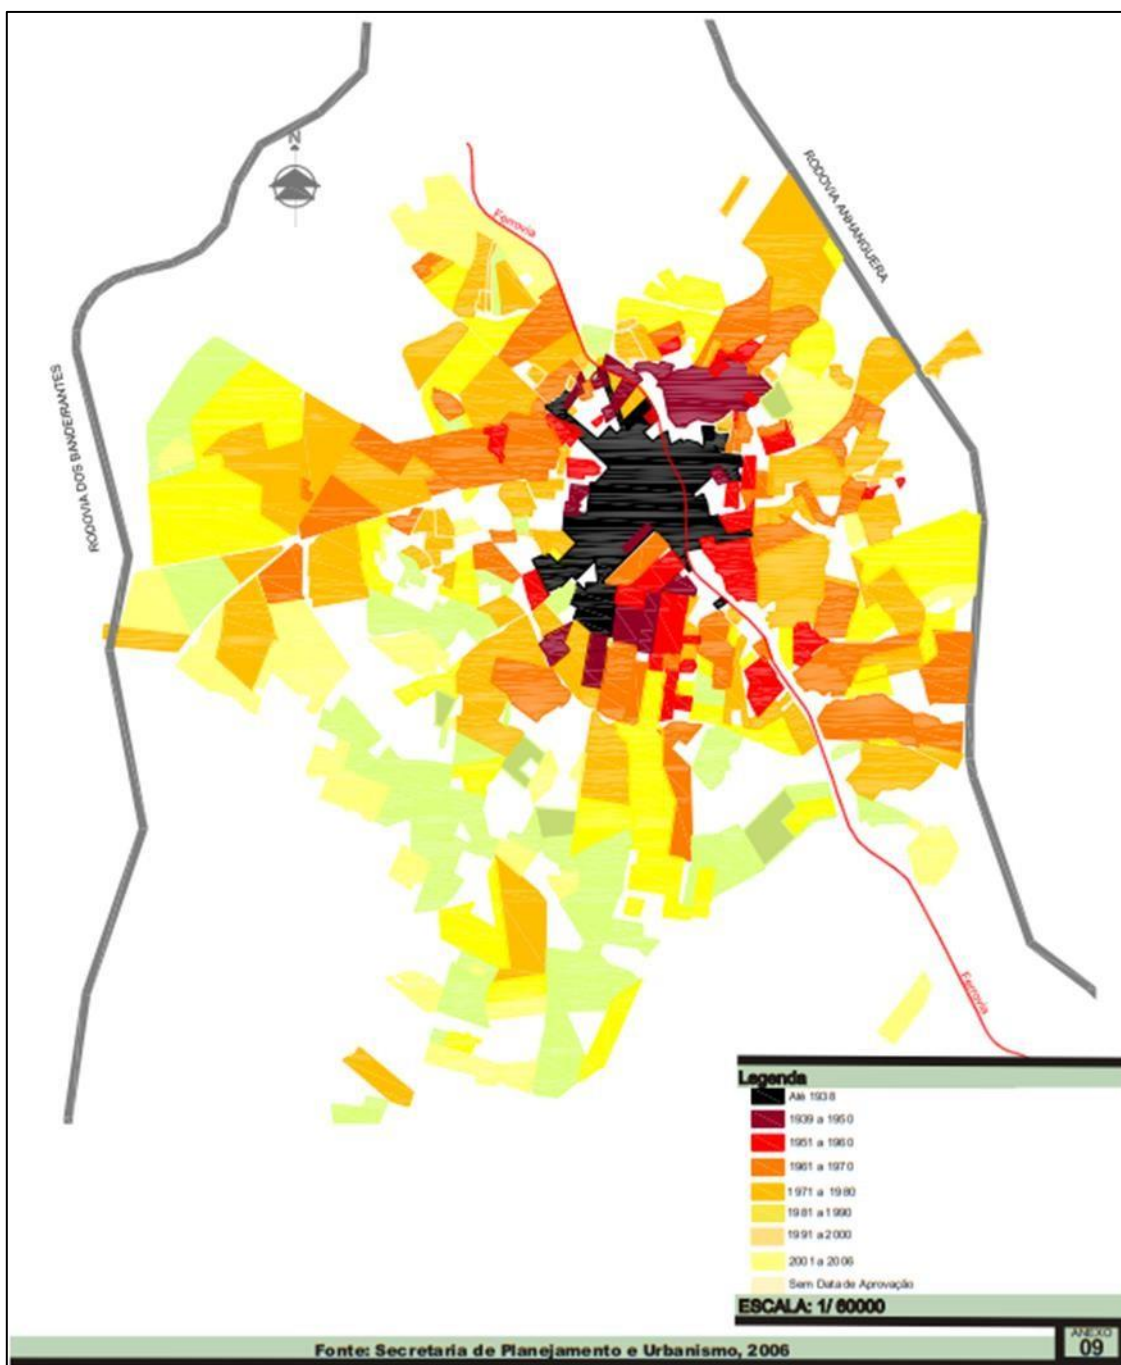 N
Ferrovia
RODOVIA ANHANGUERA
RODOVIA DOS BANDEIRANTES
Ferrovia
Legenda
Até 1938
1939 a 1950
1951 a 1960
1961 a 1970
1971 a 1980
1981 a 1990
1991 a 2000
2001 a 2006
Sem Data de Aprovação
ESCALA: 1/ 60000
Fonte: Secretaria de Planejamento e Urbanismo, 2006
ANEXO
09